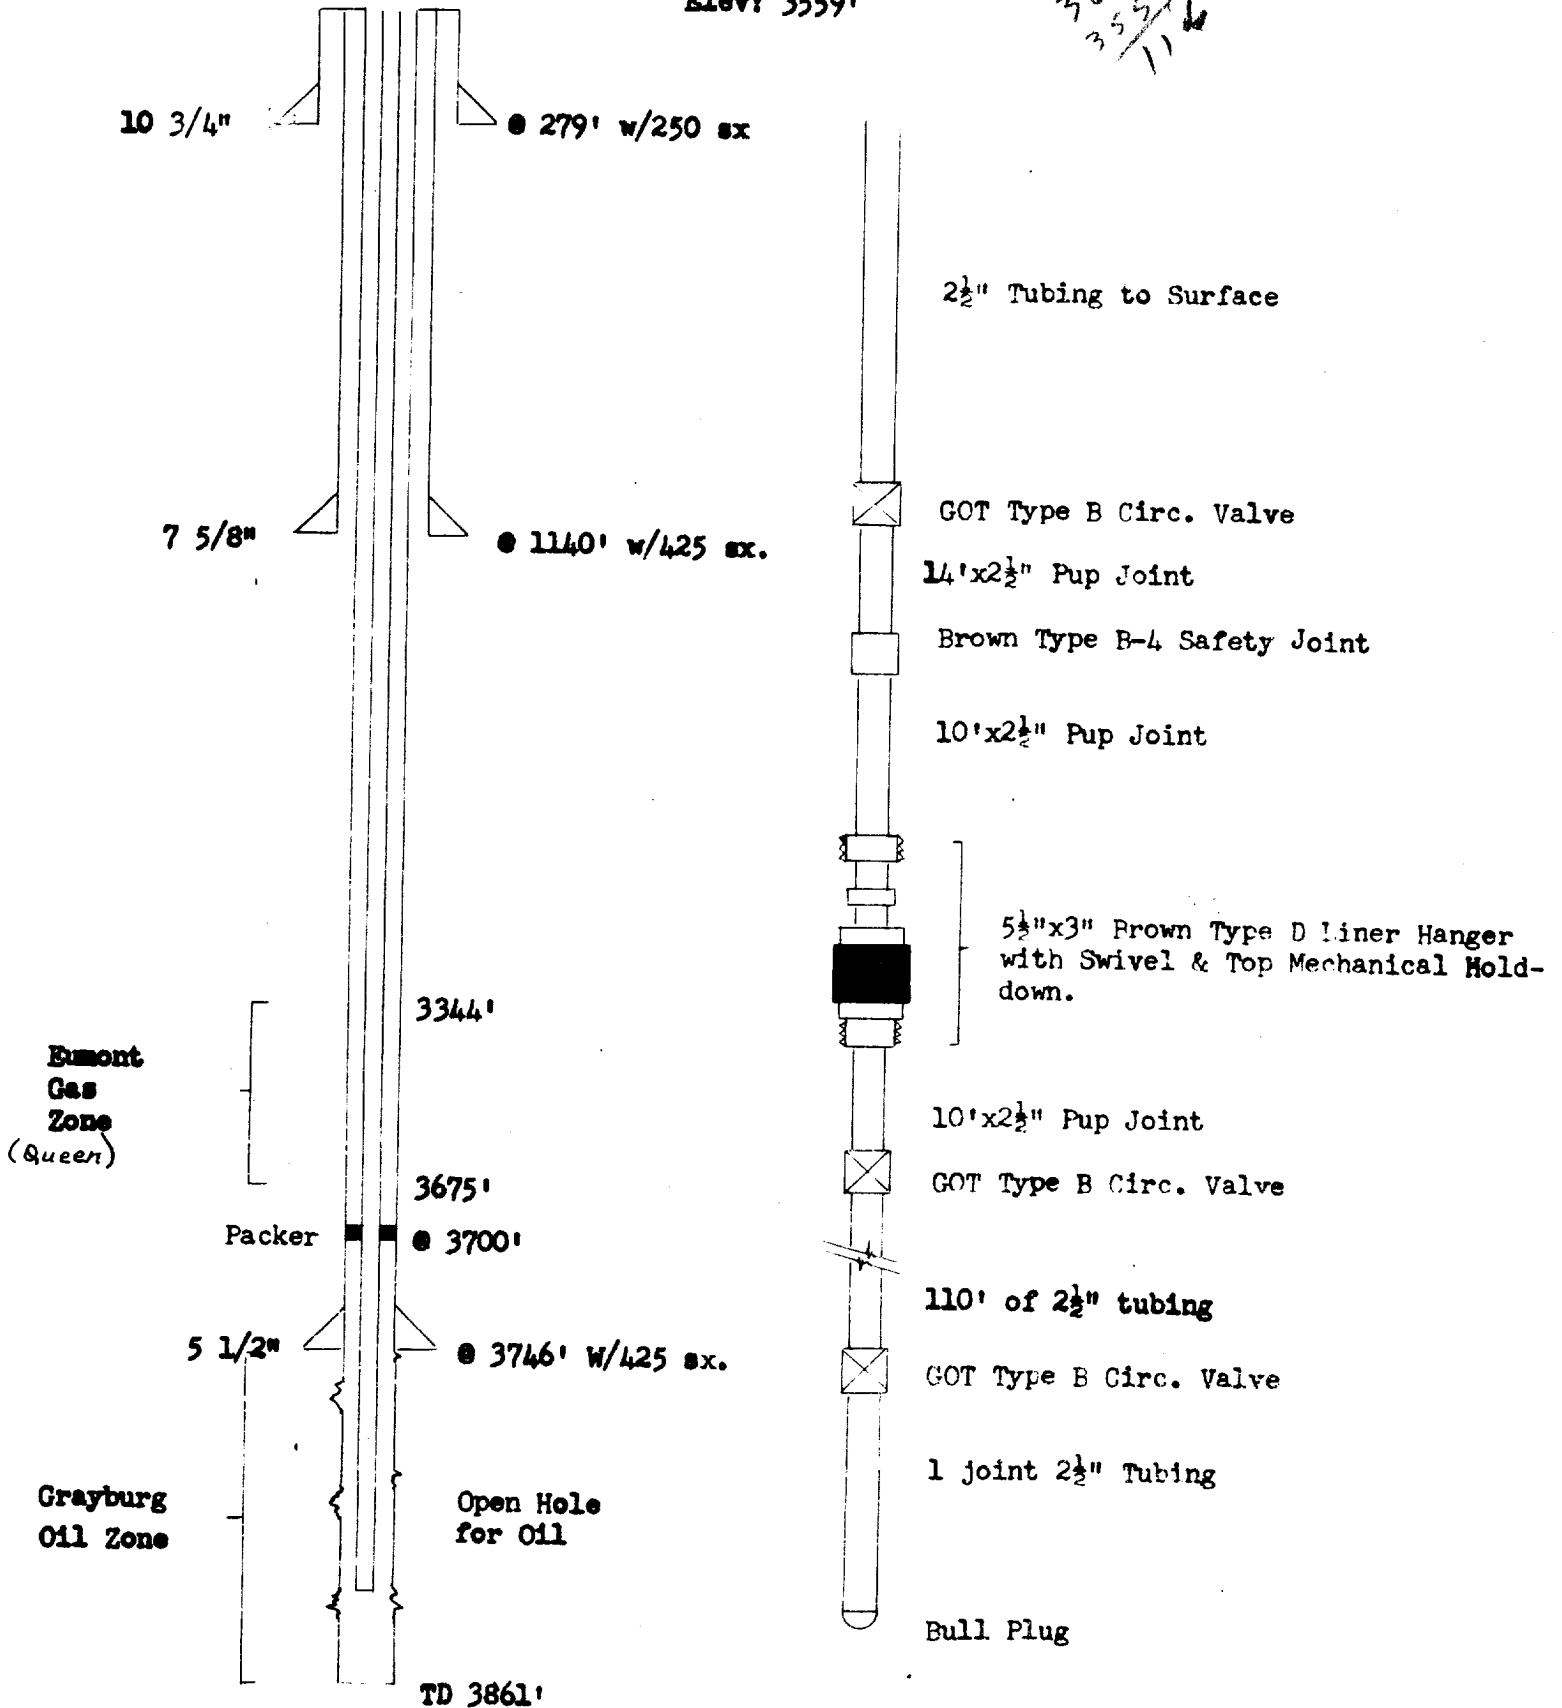 Elev: 3559'
10 3/4"
@ 279' w/250 sx
7 5/8"
@ 1140' w/425 sx.
3344'
Eumont
Gas
Zone
(Queen)
3675'
Packer
@ 3700'
5 1/2"
@ 3746' W/425 sx.
Grayburg
Oil Zone
Open Hole
for Oil
TD 3861'
2½" Tubing to Surface
GOT Type B Circ. Valve
14'x2½" Pup Joint
Brown Type B-4 Safety Joint
10'x2½" Pup Joint
5½"x3" Brown Type D Liner Hanger
with Swivel & Top Mechanical Hold-
down.
10'x2½" Pup Joint
GOT Type B Circ. Valve
110' of 2½" tubing
GOT Type B Circ. Valve
1 joint 2½" Tubing
Bull Plug